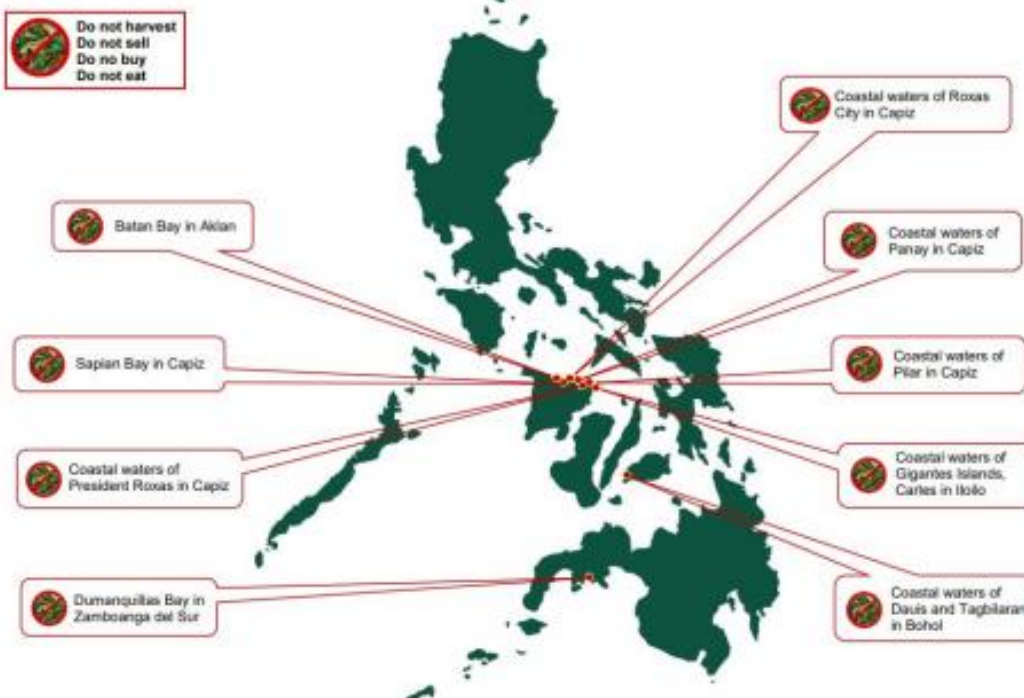 Do not harvest
Do not sell
Do no buy
Do not eat
Coastal waters of Roxas
City in Capiz
Batan Bay in Aklan
Coastal waters of
Panay in Capiz
Sapian Bay in Capiz
Coastal waters of
Pilar in Capiz
Coastal waters of
President Roxas in Capiz
Coastal waters of
Gigantes Islands,
Carles in Iloilo
Dumanquillas Bay in
Zamboanga del Sur
Coastal waters of
Dauis and Tagbilaran
in Bohol